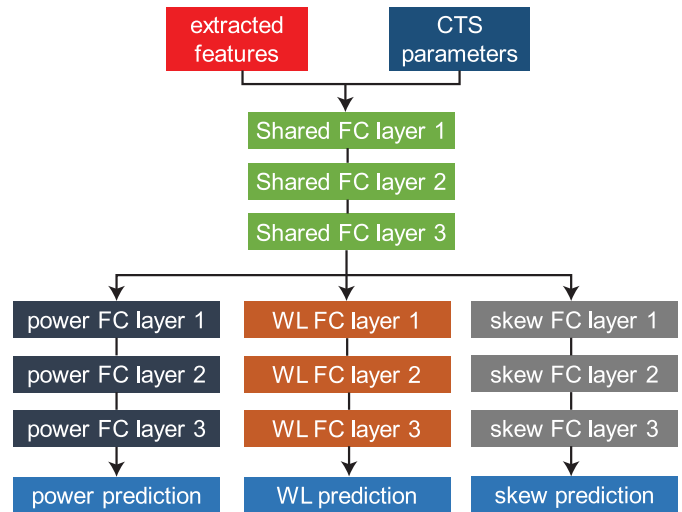 extracted
features
CTS
parameters
Shared FC layer 1
Shared FC layer 2
Shared FC layer 3
power FC layer 1
WL FC layer 1
skew FC layer 1
power FC layer 2
WL FC layer 2
skew FC layer 2
power FC layer 3
WL FC layer 3
skew FC layer 3
power prediction
WL prediction
skew prediction